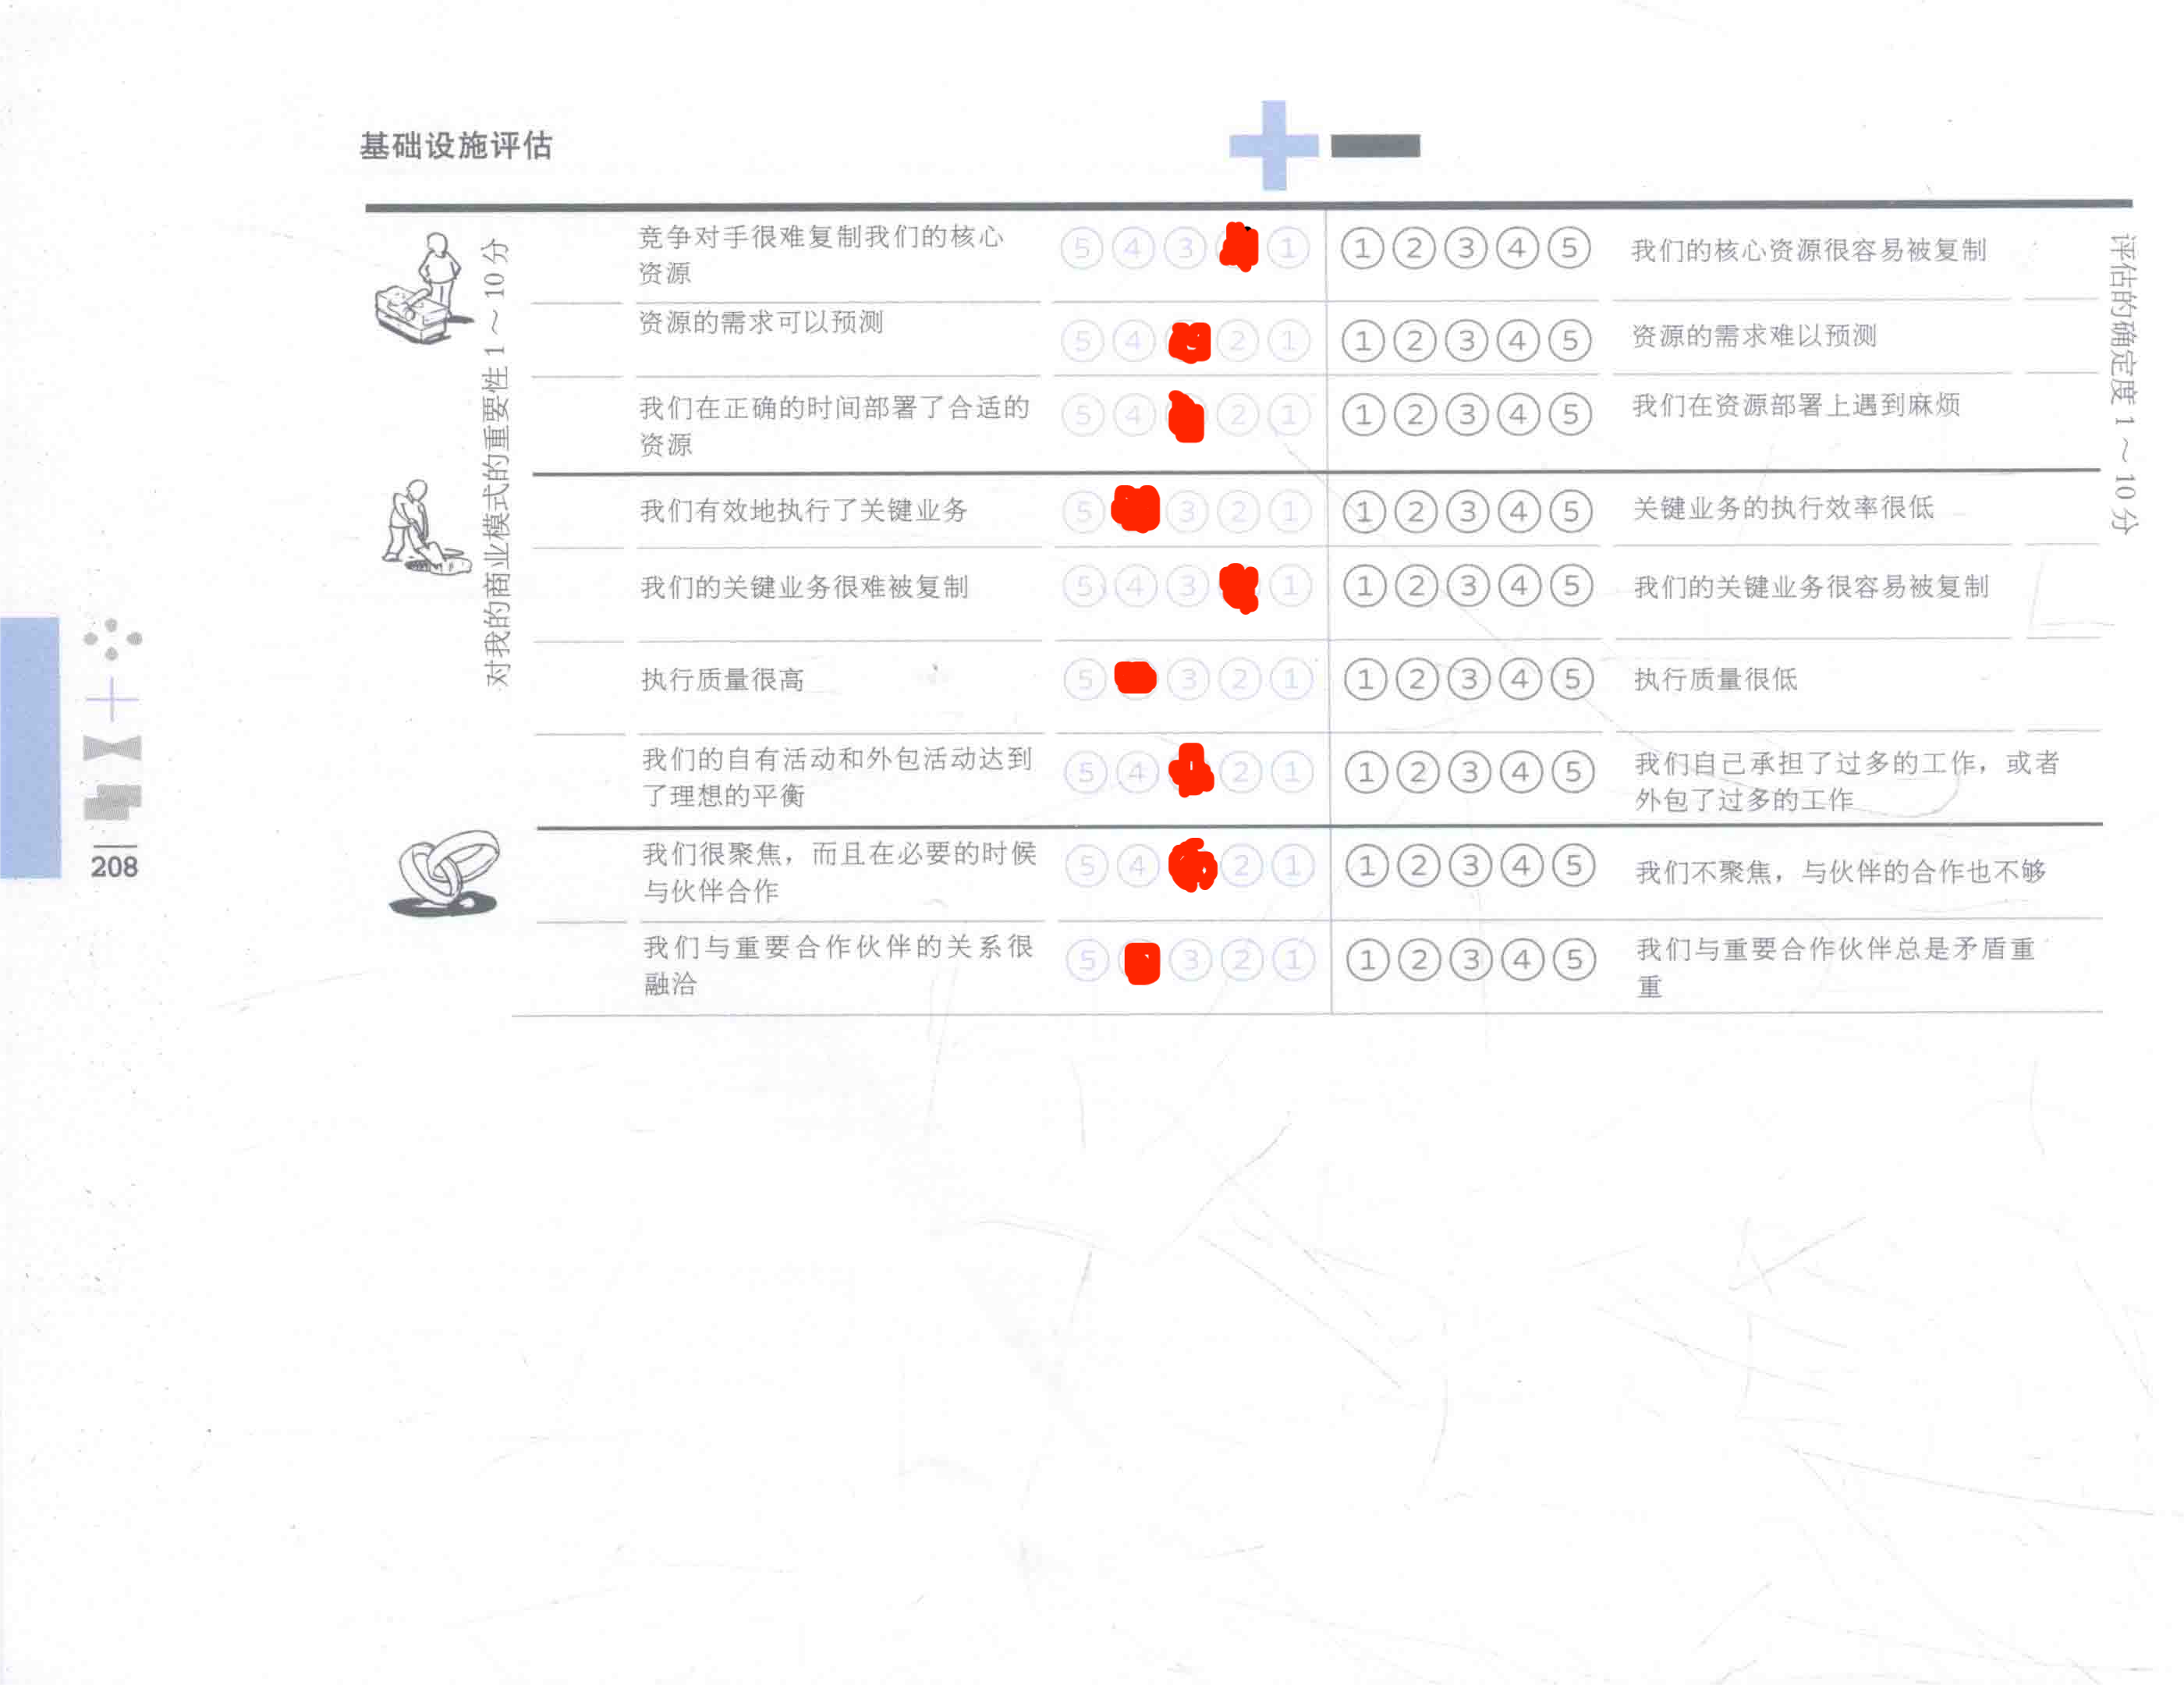 基础设施评估
对我的商业模式的重要性 1～10 分
评估的确定度 1～10 分
竞争对手很难复制我们的核心
资源
5 4 3 1 1 2 3 4 5
我们的核心资源很容易被复制
资源的需求可以预测
5 4 2 1 1 2 3 4 5
资源的需求难以预测
我们在正确的时间部署了合适的
资源
5 4 2 1 1 2 3 4 5
我们在资源部署上遇到麻烦
我们有效地执行了关键业务
5 3 2 1 1 2 3 4 5
关键业务的执行效率很低
我们的关键业务很难被复制
5 4 3 1 1 2 3 4 5
我们的关键业务很容易被复制
执行质量很高
5 3 2 1 1 2 3 4 5
执行质量很低
我们的自有活动和外包活动达到
了理想的平衡
5 4 2 1 1 2 3 4 5
我们自己承担了过多的工作，或者
外包了过多的工作
我们很聚焦，而且在必要的时候
与伙伴合作
5 4 2 1 1 2 3 4 5
我们不聚焦，与伙伴的合作也不够
我们与重要合作伙伴的关系很
融洽
5 3 2 1 1 2 3 4 5
我们与重要合作伙伴总是矛盾重
重
208